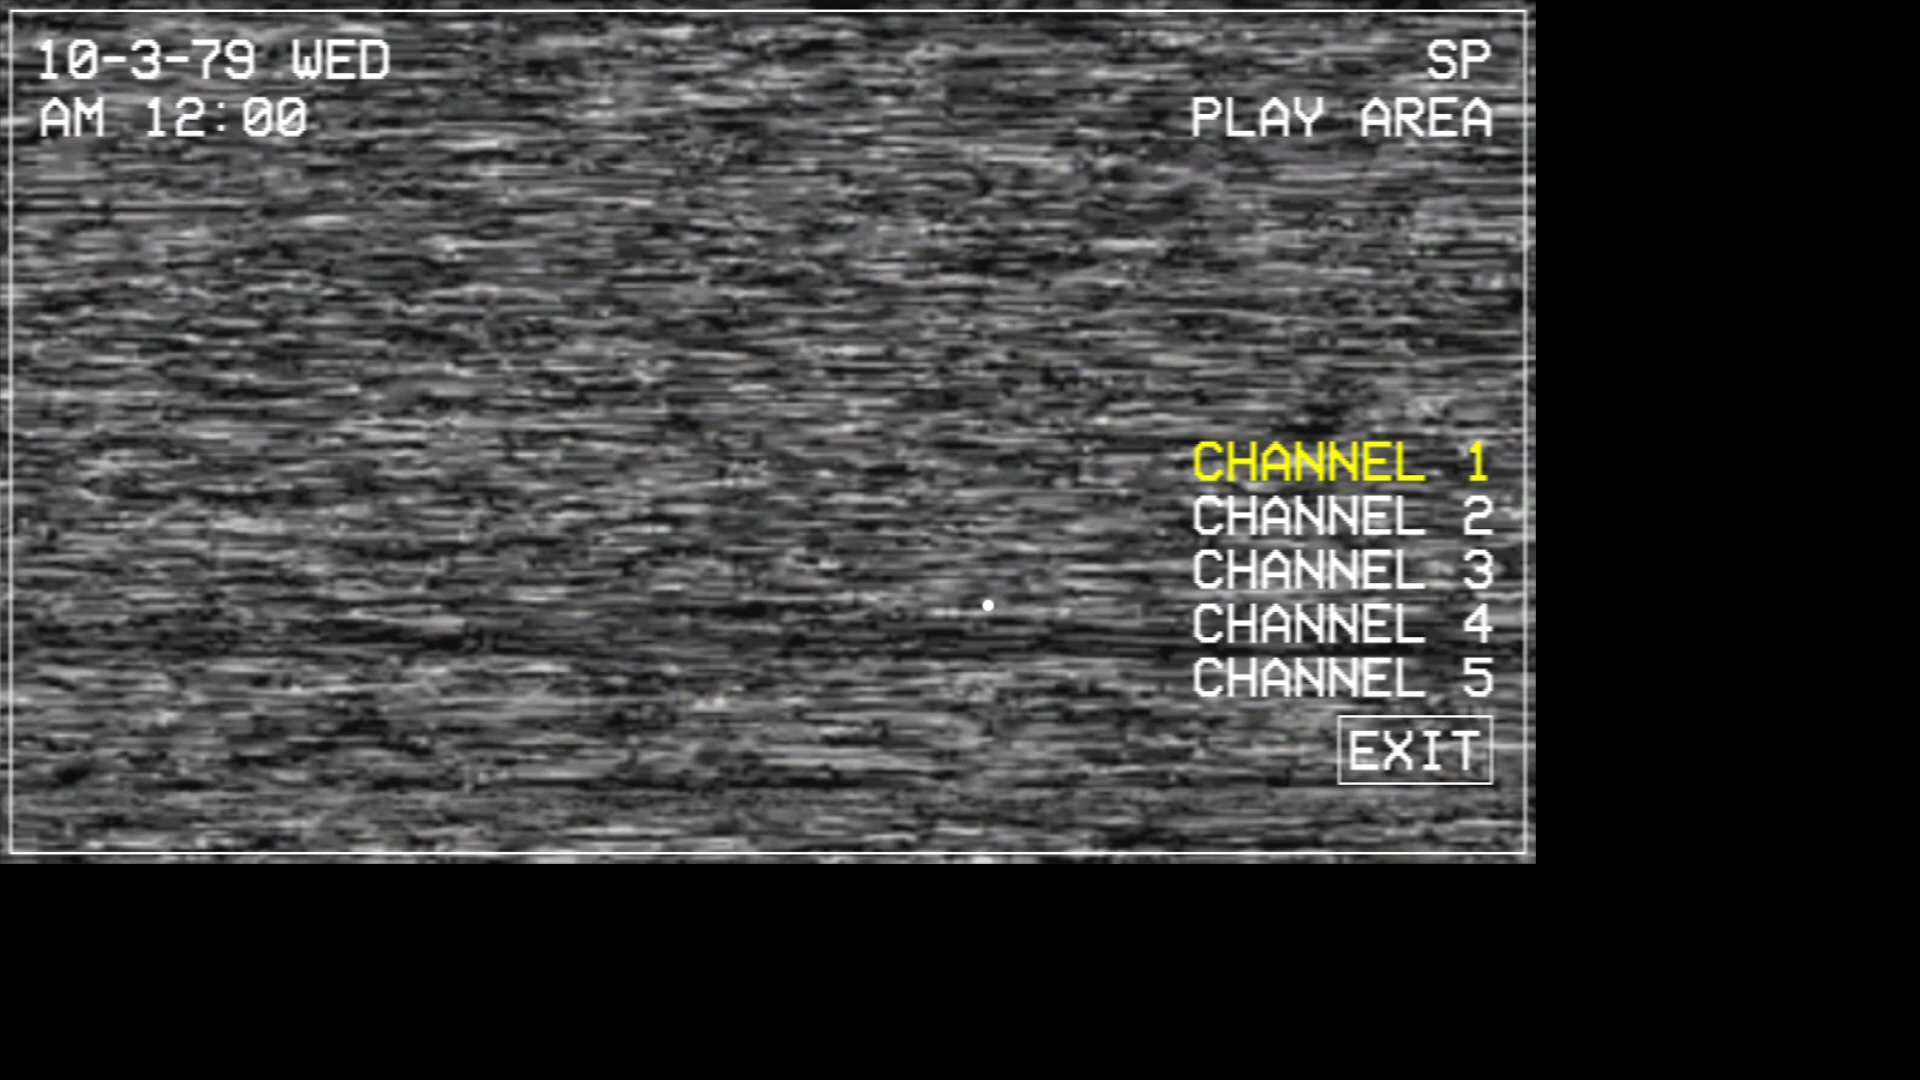 10-3-79 WED
AM 12:00
SP
PLAY AREA
CHANNEL 1
CHANNEL 2
CHANNEL 3
CHANNEL 4
CHANNEL 5
EXIT